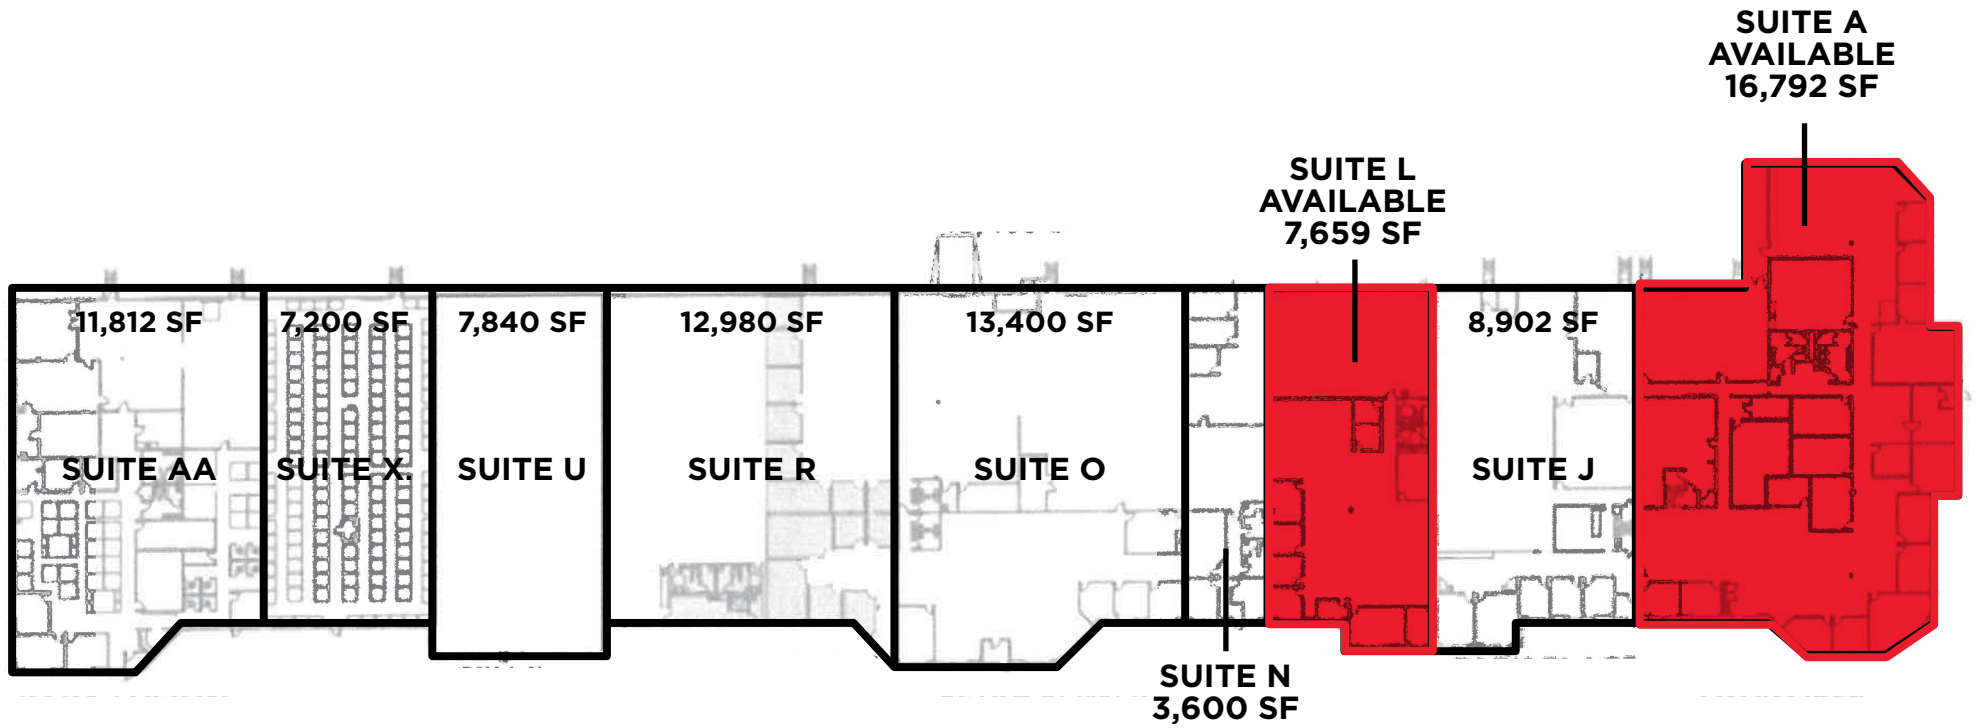 SUITE A
AVAILABLE
16,792 SF
SUITE L
AVAILABLE
7,659 SF
11,812 SF
7,200 SF
7,840 SF
12,980 SF
13,400 SF
8,902 SF
SUITE AA
SUITE X.
SUITE U
SUITE R
SUITE O
SUITE J
SUITE N
3,600 SF